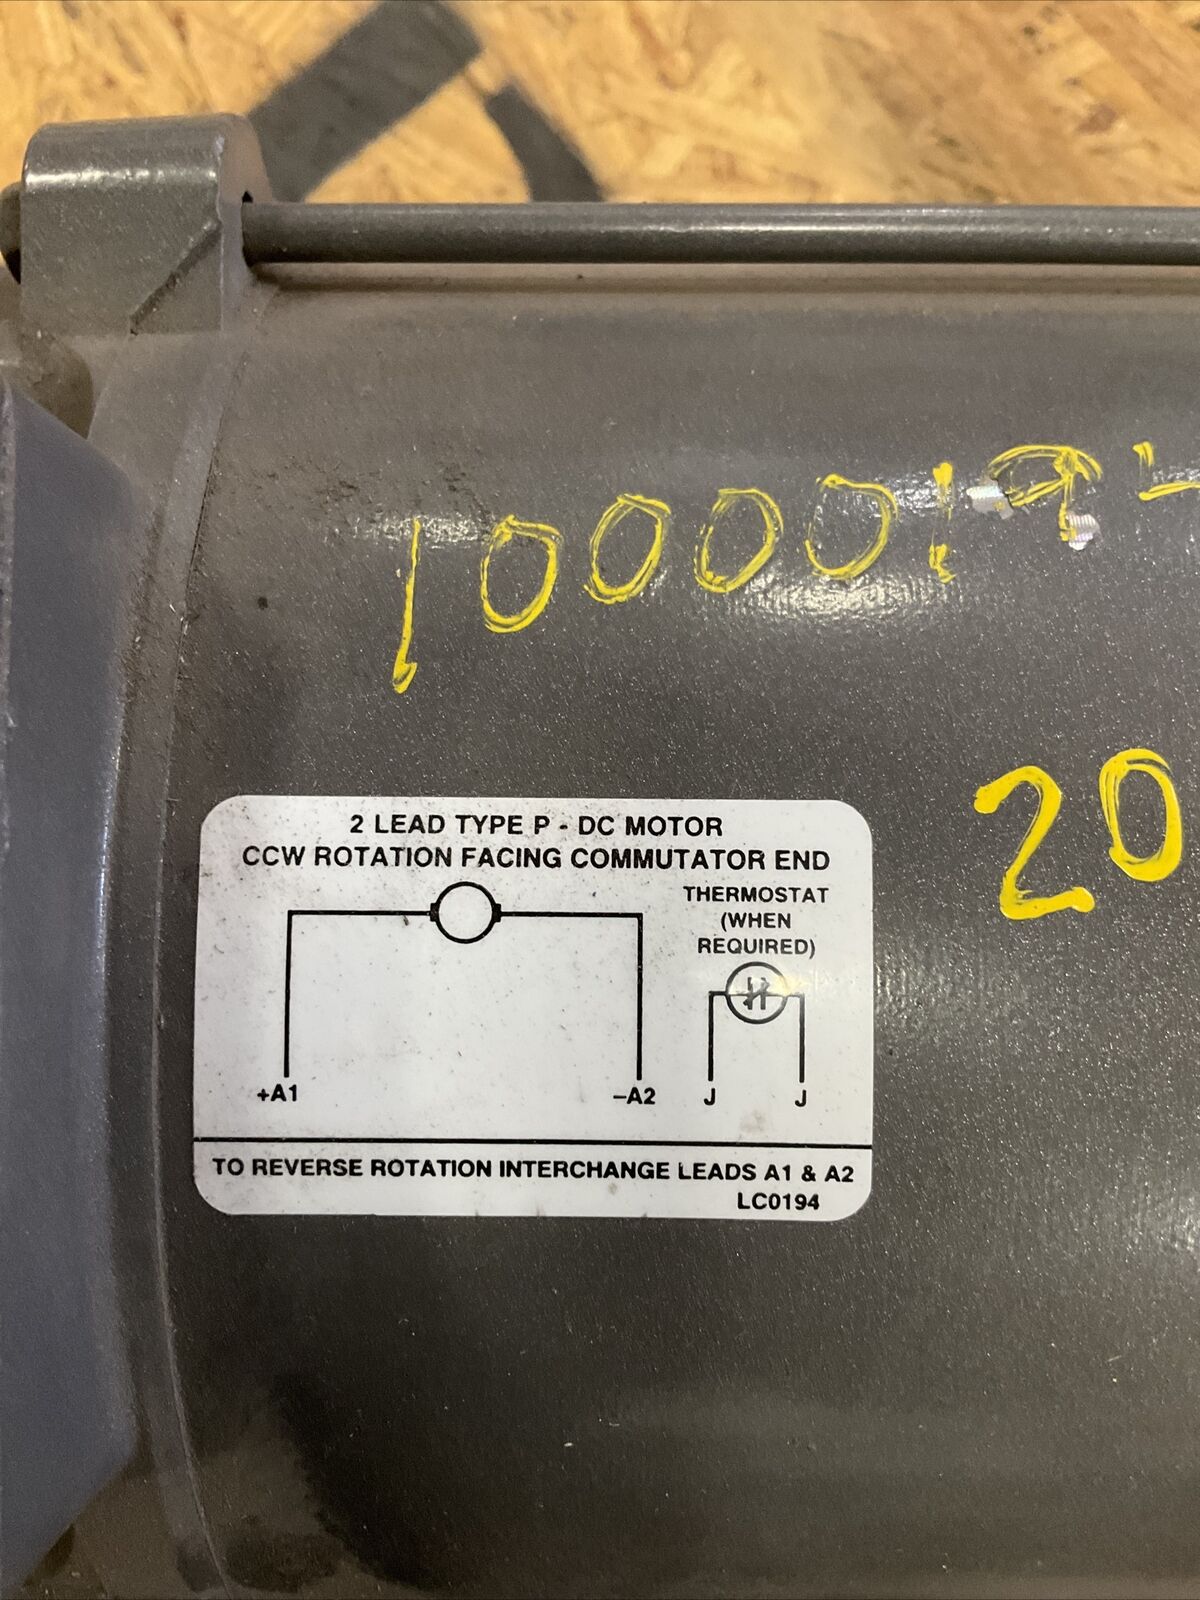 10000194
20
2 LEAD TYPE P - DC MOTOR
CCW ROTATION FACING COMMUTATOR END
THERMOSTAT
(WHEN
REQUIRED)
+A1
–A2
J
J
TO REVERSE ROTATION INTERCHANGE LEADS A1 & A2
LC0194